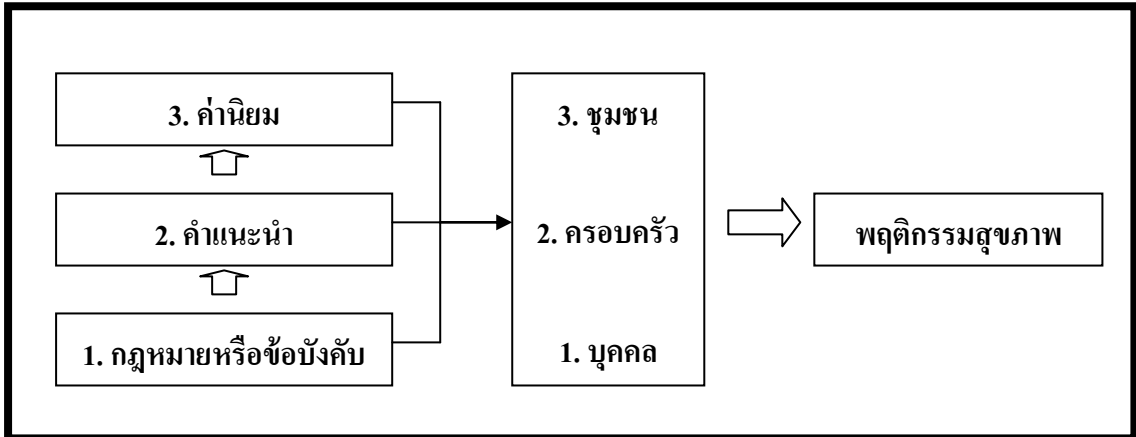 3. ค่านิยม
2. คำแนะนำ
1. กฎหมายหรือข้อบังคับ
3. ชุมชน
2. ครอบครัว
1. บุคคล
พฤติกรรมสุขภาพ